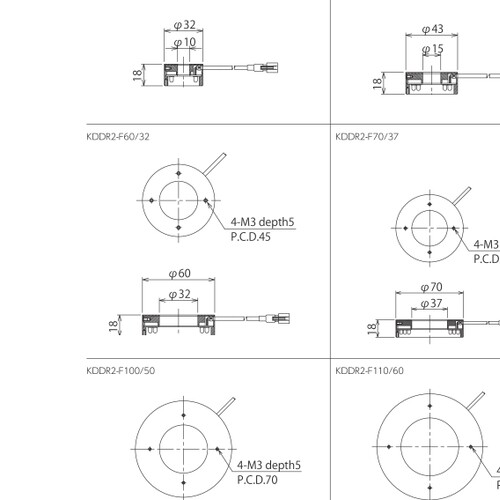 φ32
φ10
18
φ43
φ15
18
KDDR2-F60/32
KDDR2-F70/37
4-M3 depth5
P.C.D.45
4-M3
P.C.D
φ60
φ32
18
φ70
φ37
18
KDDR2-F100/50
KDDR2-F110/60
4-M3 depth5
P.C.D.70